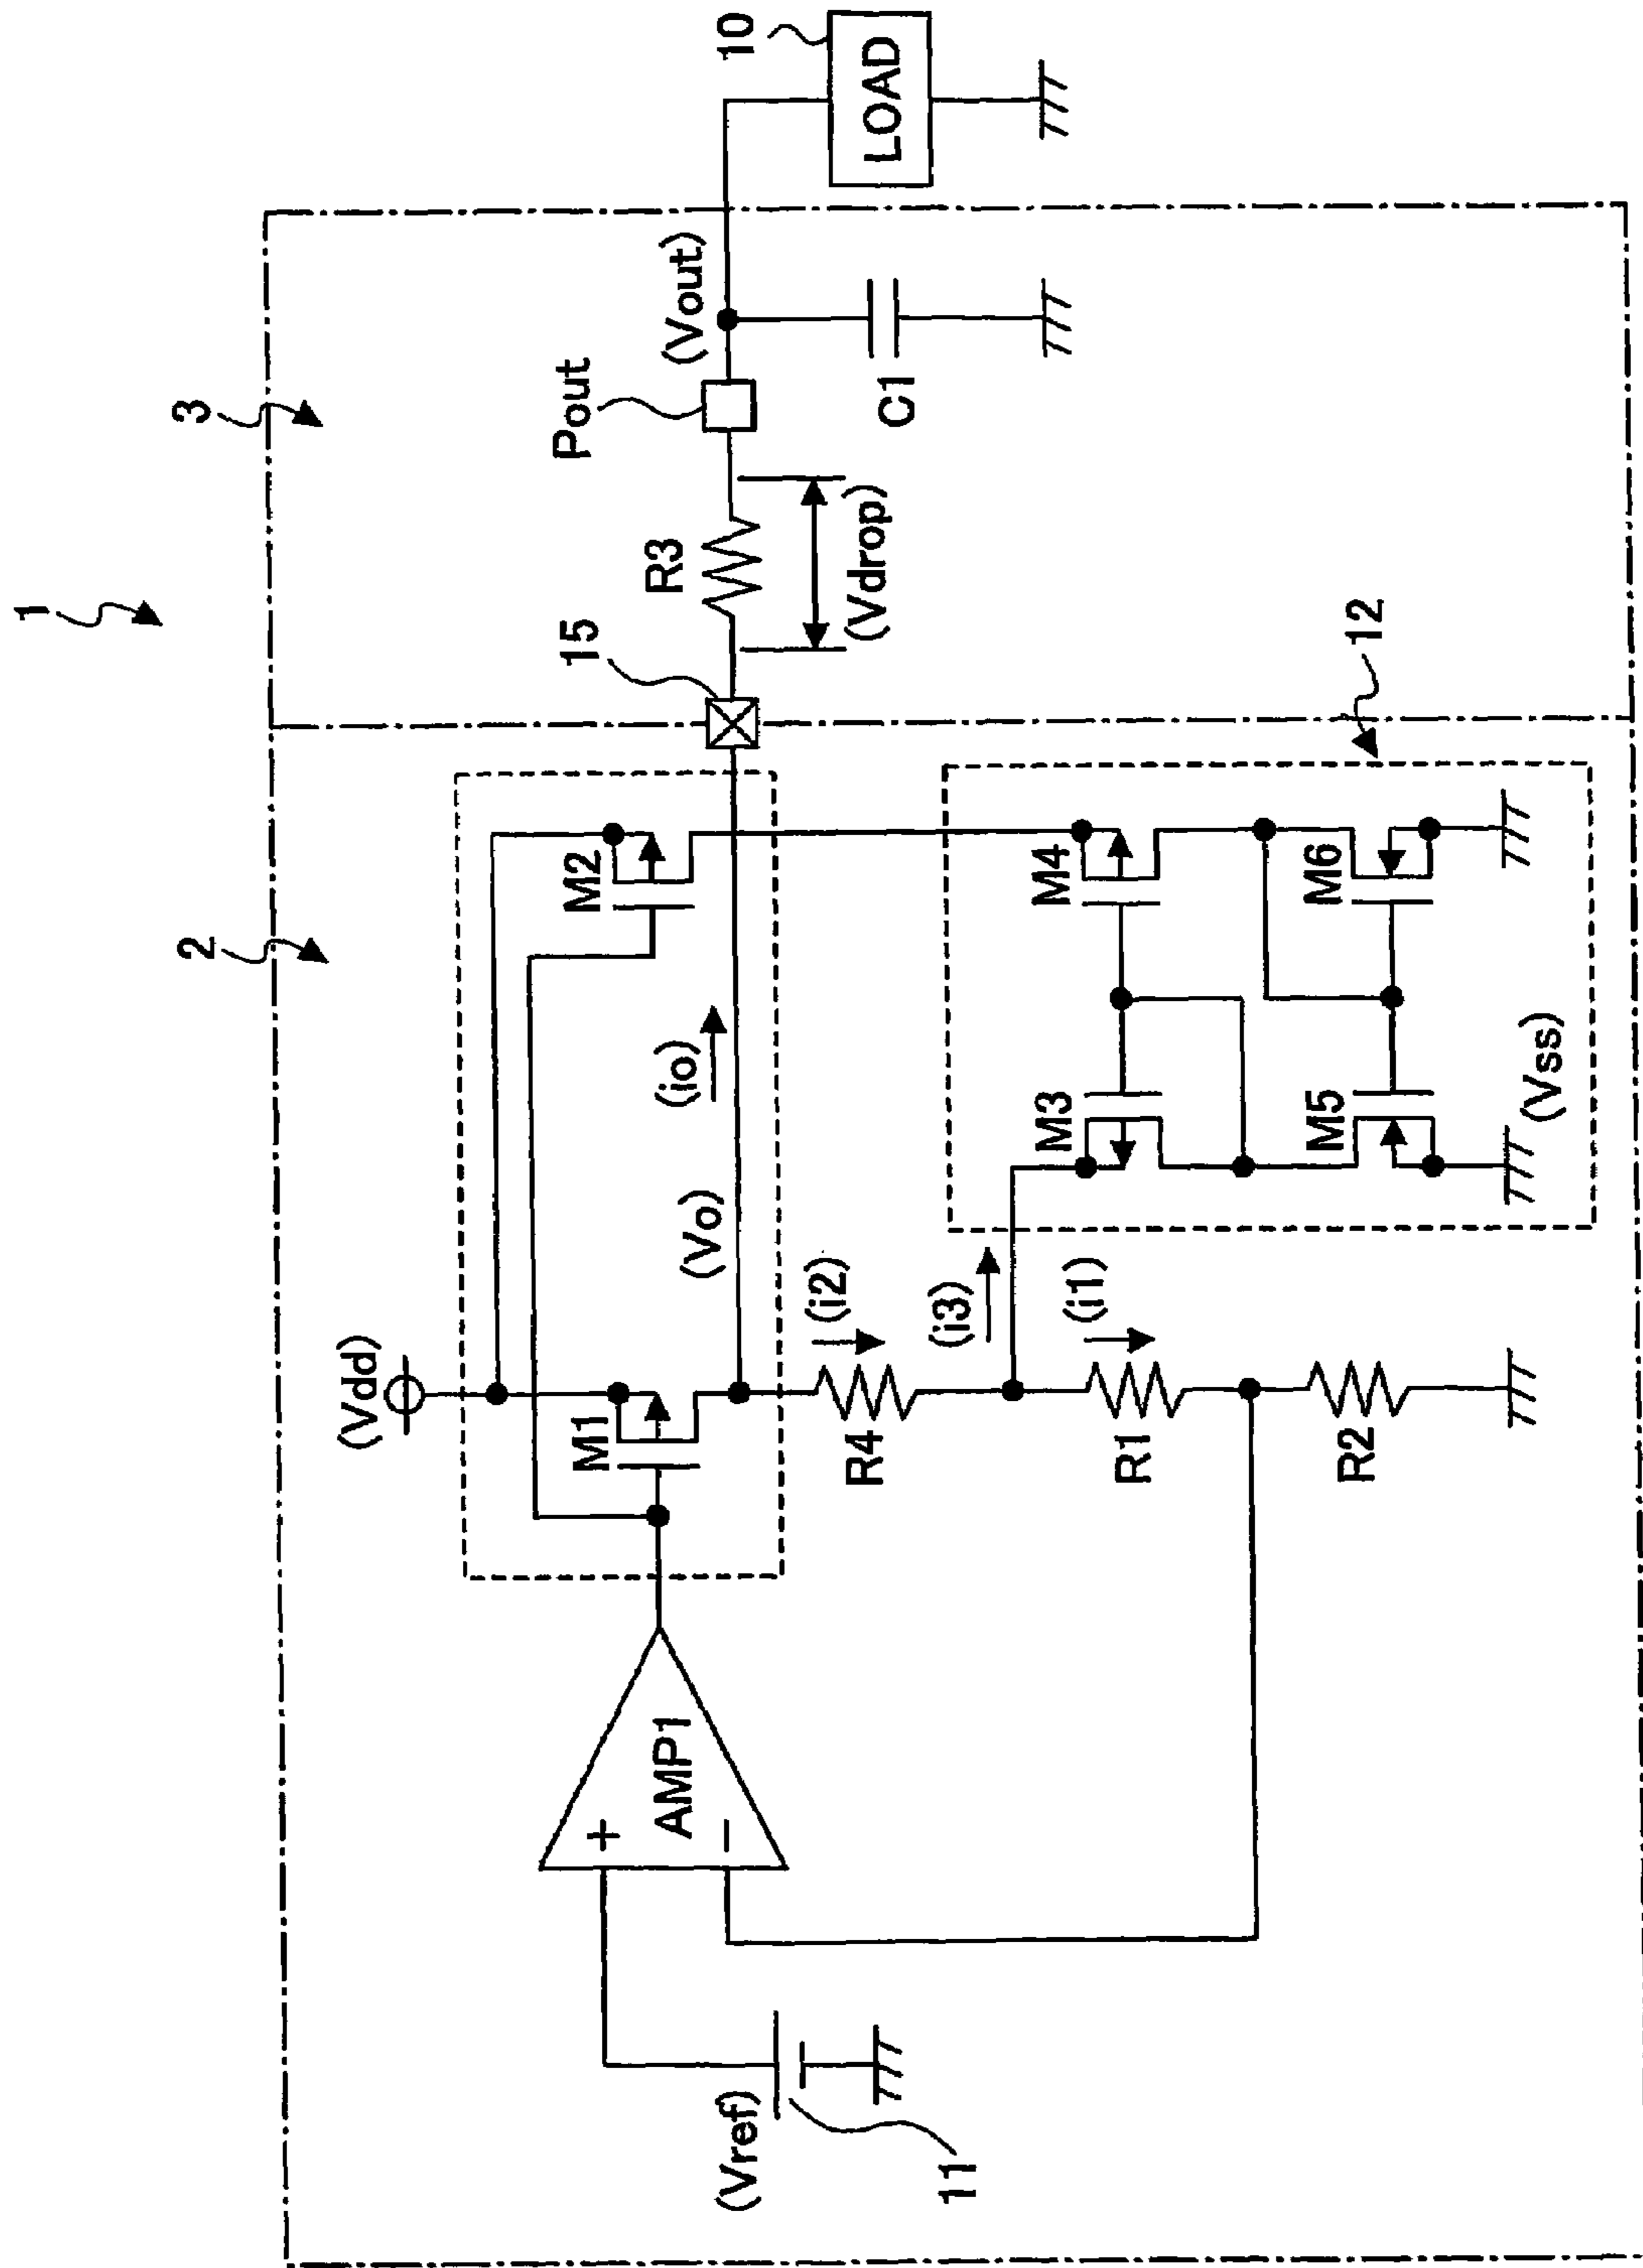 1
2
3
(Vdd)
M1
M2
15
R3
Pout
(Vout)
10
LOAD
AMP1
+
−
(io)
(Vo)
(Vdrop)
C1
(Vref)
11
(i2)
R4
(i3)
(i1)
R1
R2
12
M3
M4
M5
M6
(Vss)